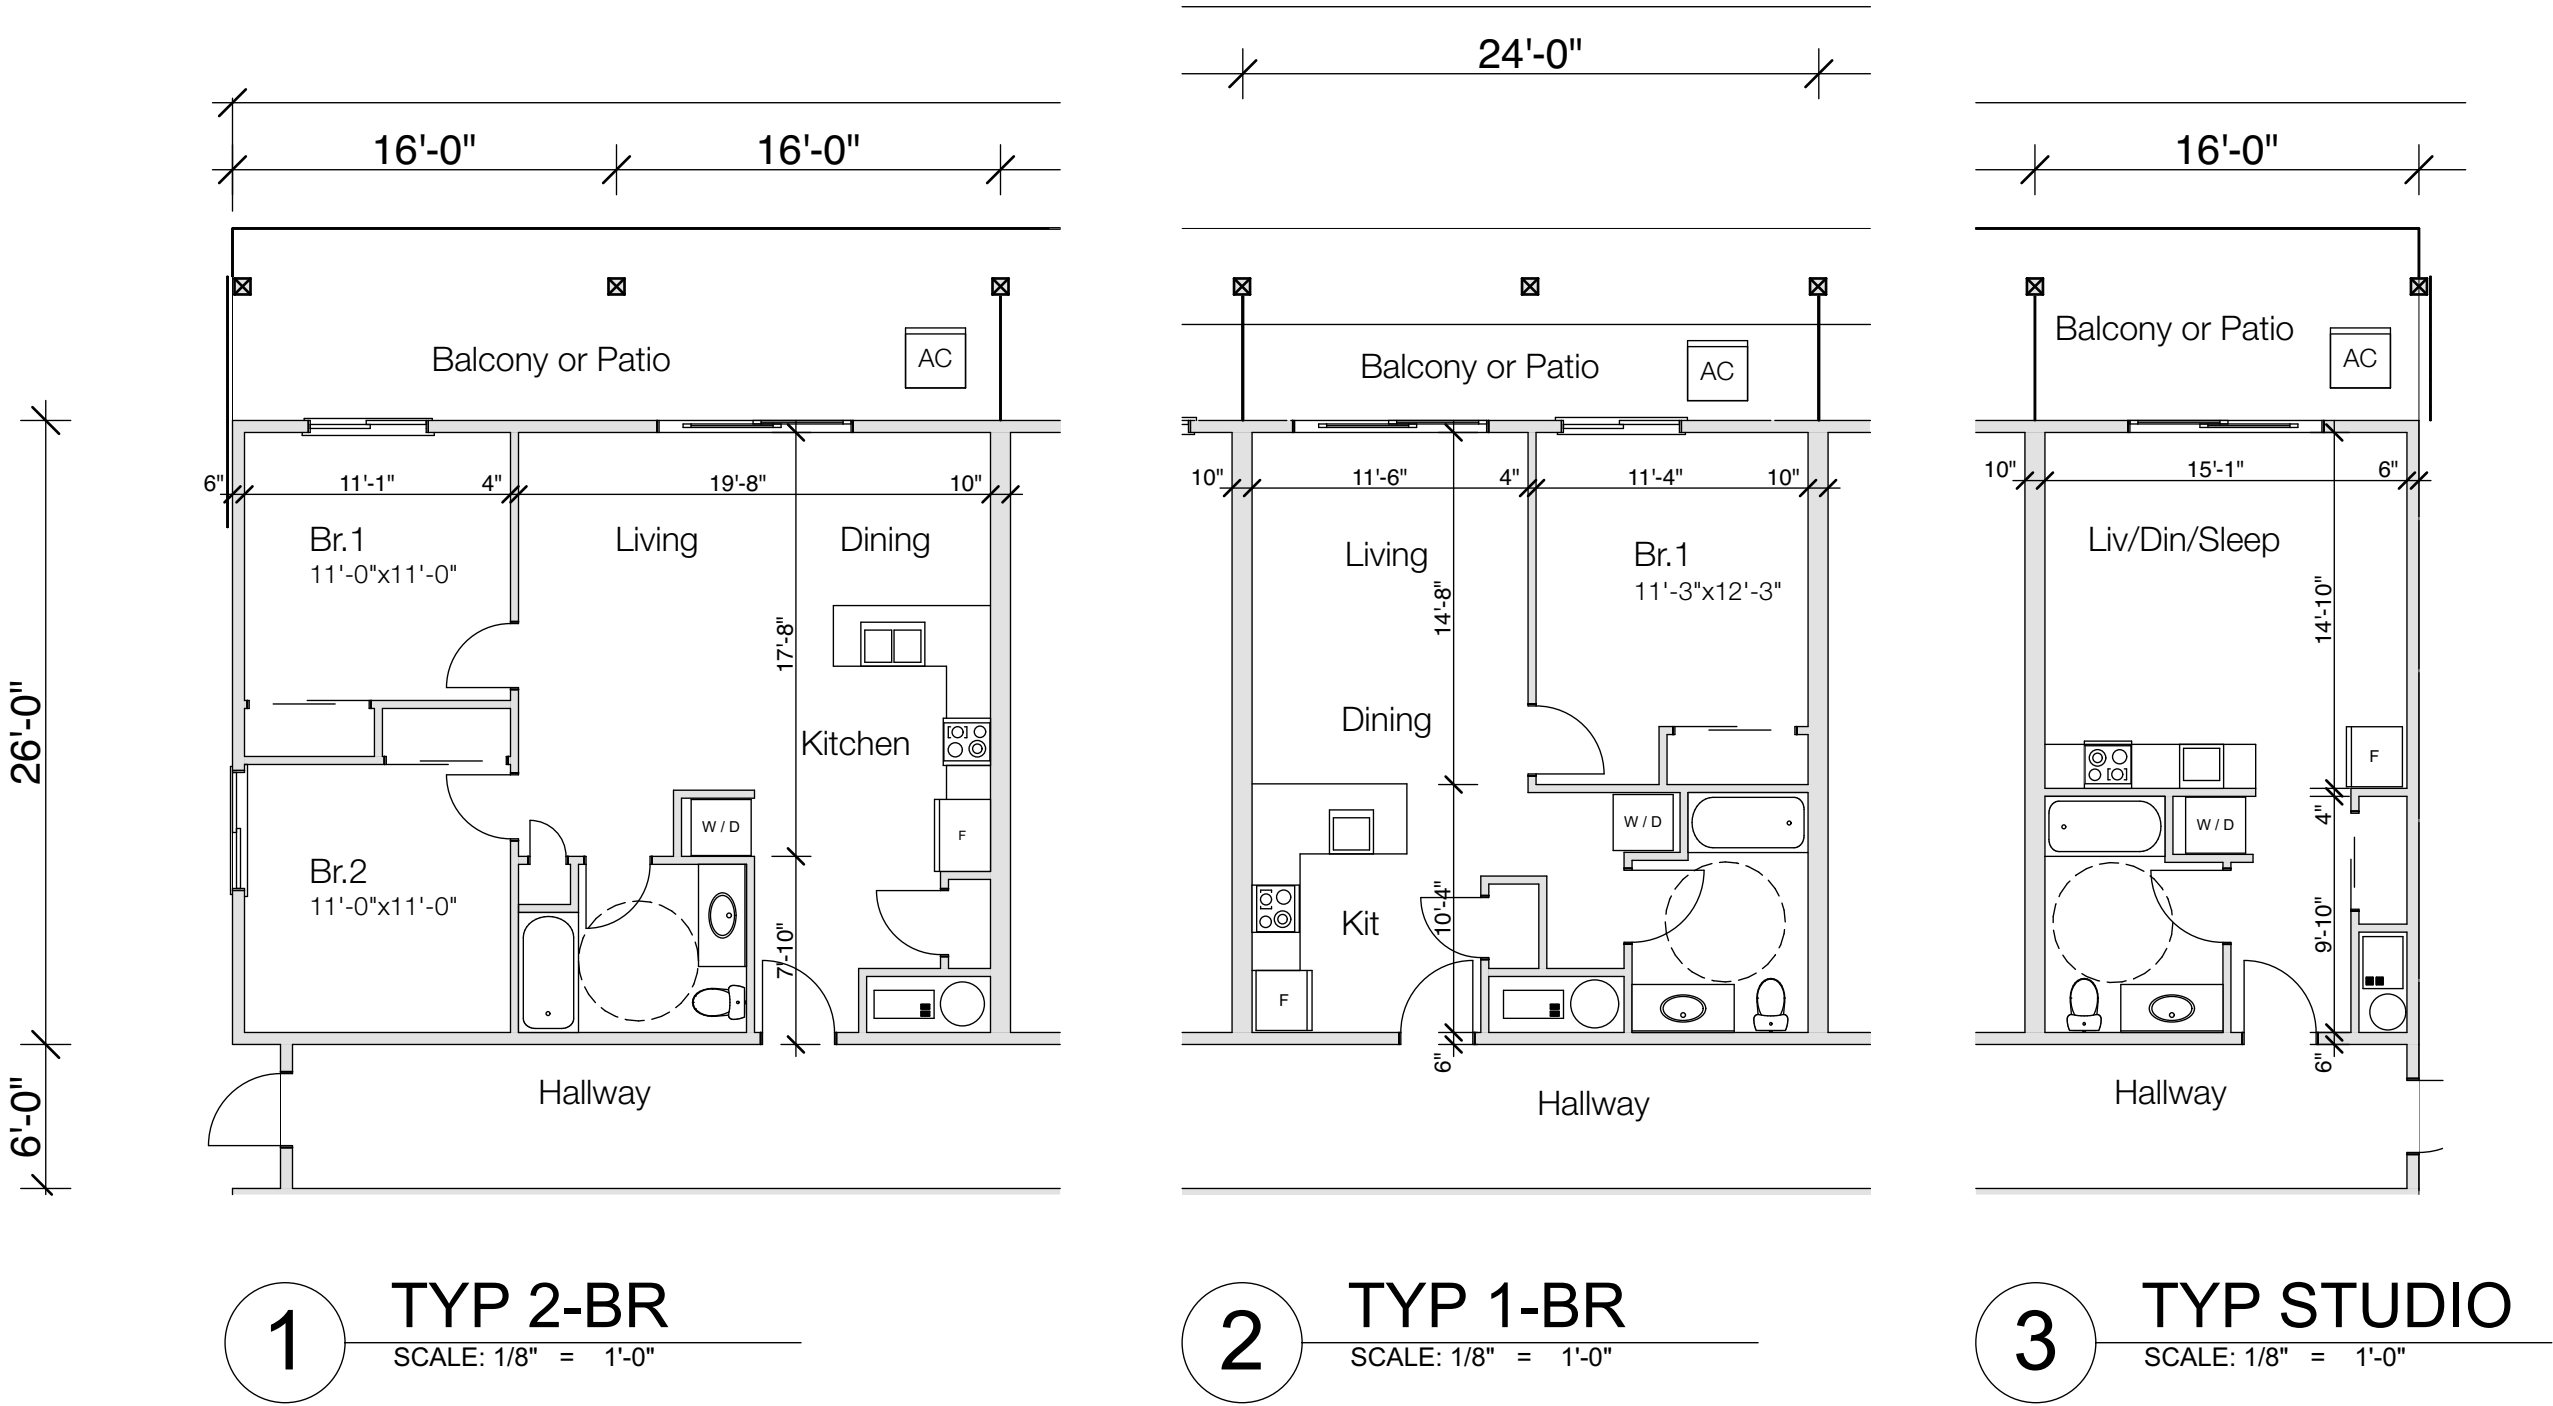 16'-0"
16'-0"
Balcony or Patio
AC
6"
11'-1"
4"
19'-8"
10"
Br.1
11'-0"x11'-0"
Living
Dining
17'-8"
Kitchen
26'-0"
W / D
F
Br.2
11'-0"x11'-0"
7'-10"
6'-0"
Hallway
1
TYP 2-BR
SCALE: 1/8" = 1'-0"
24'-0"
Balcony or Patio
AC
10"
11'-6"
4"
11'-4"
10"
Living
Br.1
11'-3"x12'-3"
14'-8"
Dining
W / D
10'-4"
Kit
F
6"
Hallway
2
TYP 1-BR
SCALE: 1/8" = 1'-0"
16'-0"
Balcony or Patio
AC
10"
15'-1"
6"
Liv/Din/Sleep
14'-10"
F
4"
W / D
9'-10"
6"
Hallway
3
TYP STUDIO
SCALE: 1/8" = 1'-0"